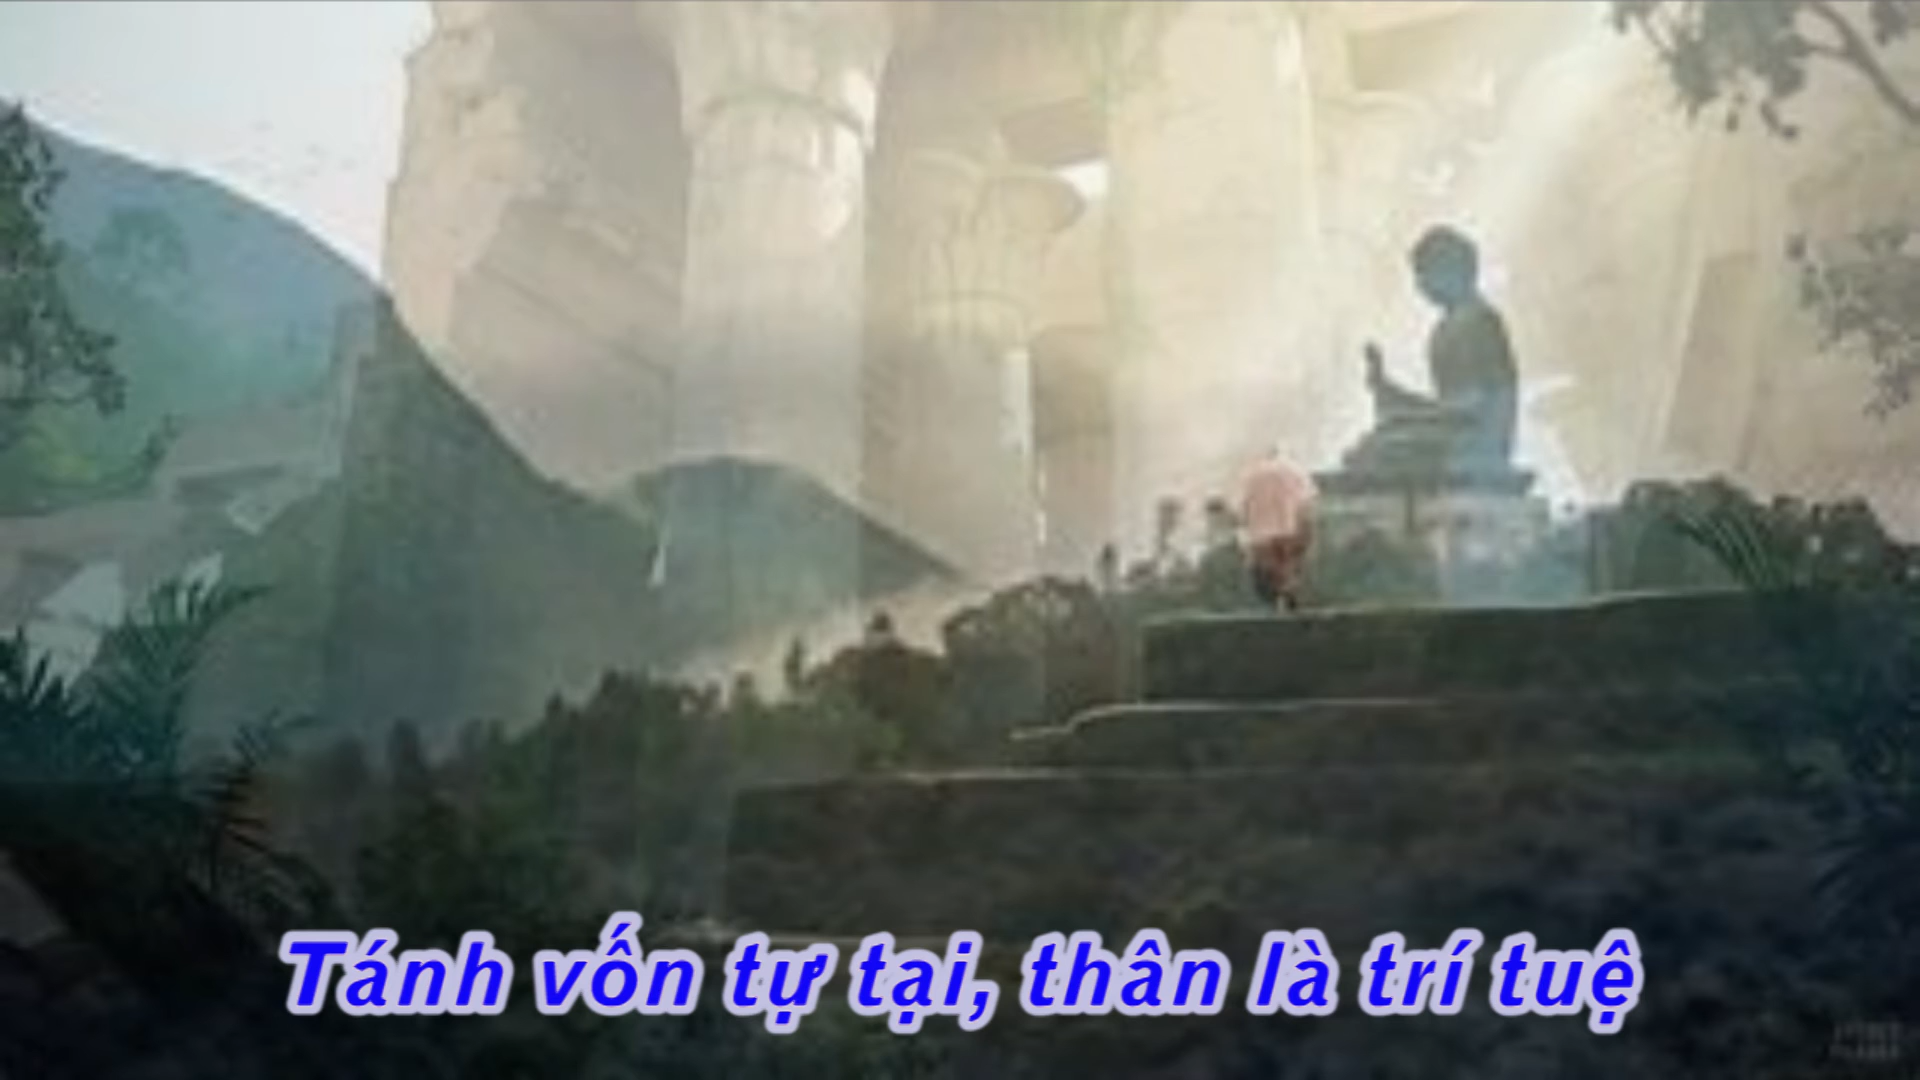 Tánh vốn tự tại, thân là trí tuệ